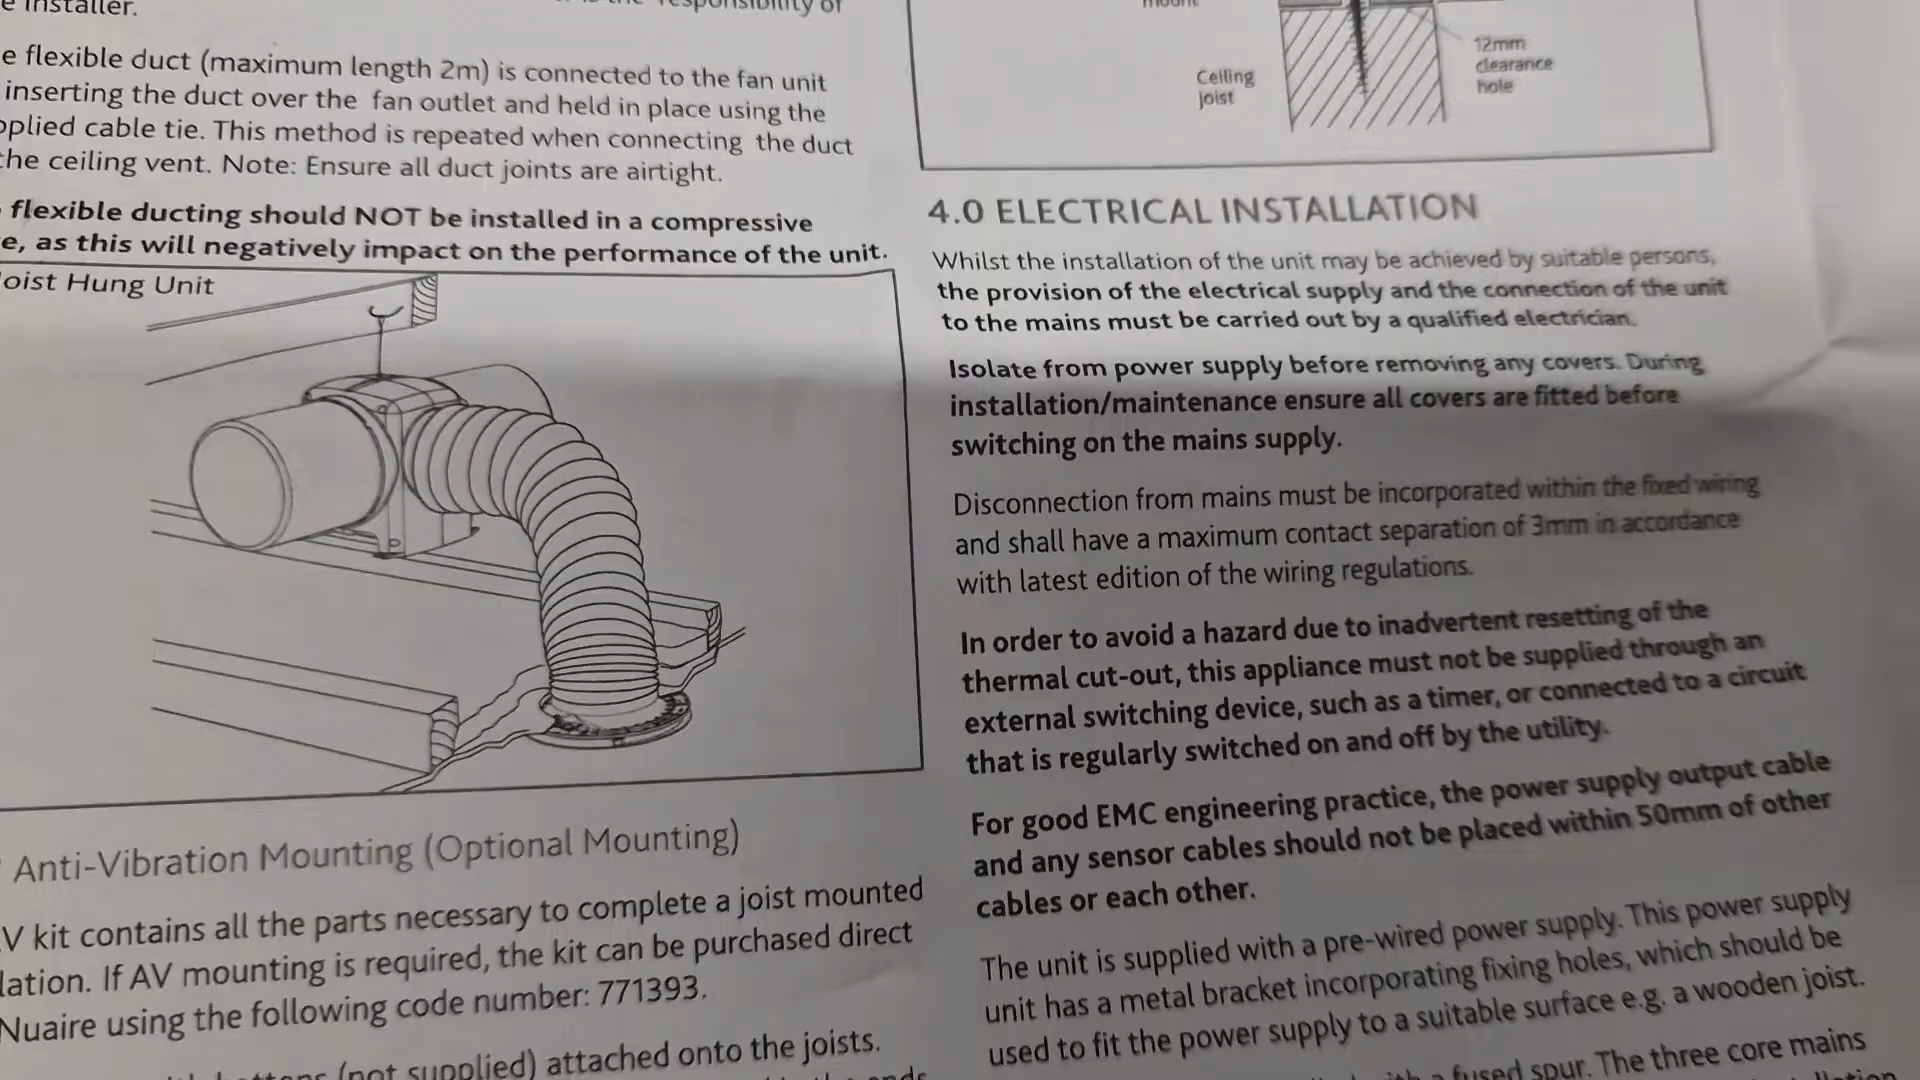 installer.
responsibility of
e flexible duct (maximum length 2m) is connected to the fan unit
inserting the duct over the fan outlet and held in place using the
pplied cable tie. This method is repeated when connecting the duct
the ceiling vent. Note: Ensure all duct joints are airtight.
flexible ducting should NOT be installed in a compressive
e, as this will negatively impact on the performance of the unit.
oist Hung Unit
Anti-Vibration Mounting (Optional Mounting)
V kit contains all the parts necessary to complete a joist mounted
lation. If AV mounting is required, the kit can be purchased direct
Nuaire using the following code number: 771393.
(not supplied) attached onto the joists.
mount
Ceiling
joist
12mm
clearance
hole
4.0 ELECTRICAL INSTALLATION
Whilst the installation of the unit may be achieved by suitable persons,
the provision of the electrical supply and the connection of the unit
to the mains must be carried out by a qualified electrician.
Isolate from power supply before removing any covers. During
installation/maintenance ensure all covers are fitted before
switching on the mains supply.
Disconnection from mains must be incorporated within the fixed wiring
and shall have a maximum contact separation of 3mm in accordance
with latest edition of the wiring regulations.
In order to avoid a hazard due to inadvertent resetting of the
thermal cut-out, this appliance must not be supplied through an
external switching device, such as a timer, or connected to a circuit
that is regularly switched on and off by the utility.
For good EMC engineering practice, the power supply output cable
and any sensor cables should not be placed within 50mm of other
cables or each other.
The unit is supplied with a pre-wired power supply. This power supply
unit has a metal bracket incorporating fixing holes, which should be
used to fit the power supply to a suitable surface e.g. a wooden joist.
a fused spur. The three core mains